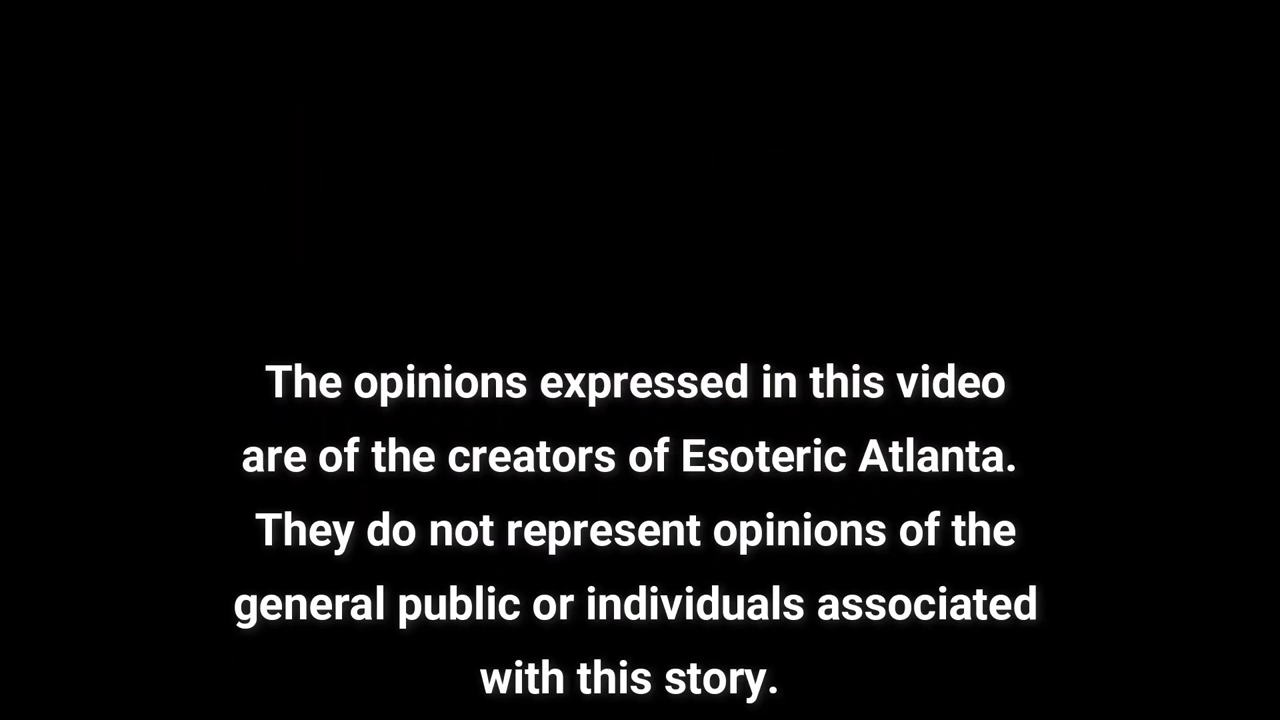 The opinions expressed in this video
are of the creators of Esoteric Atlanta.
They do not represent opinions of the
general public or individuals associated
with this story.